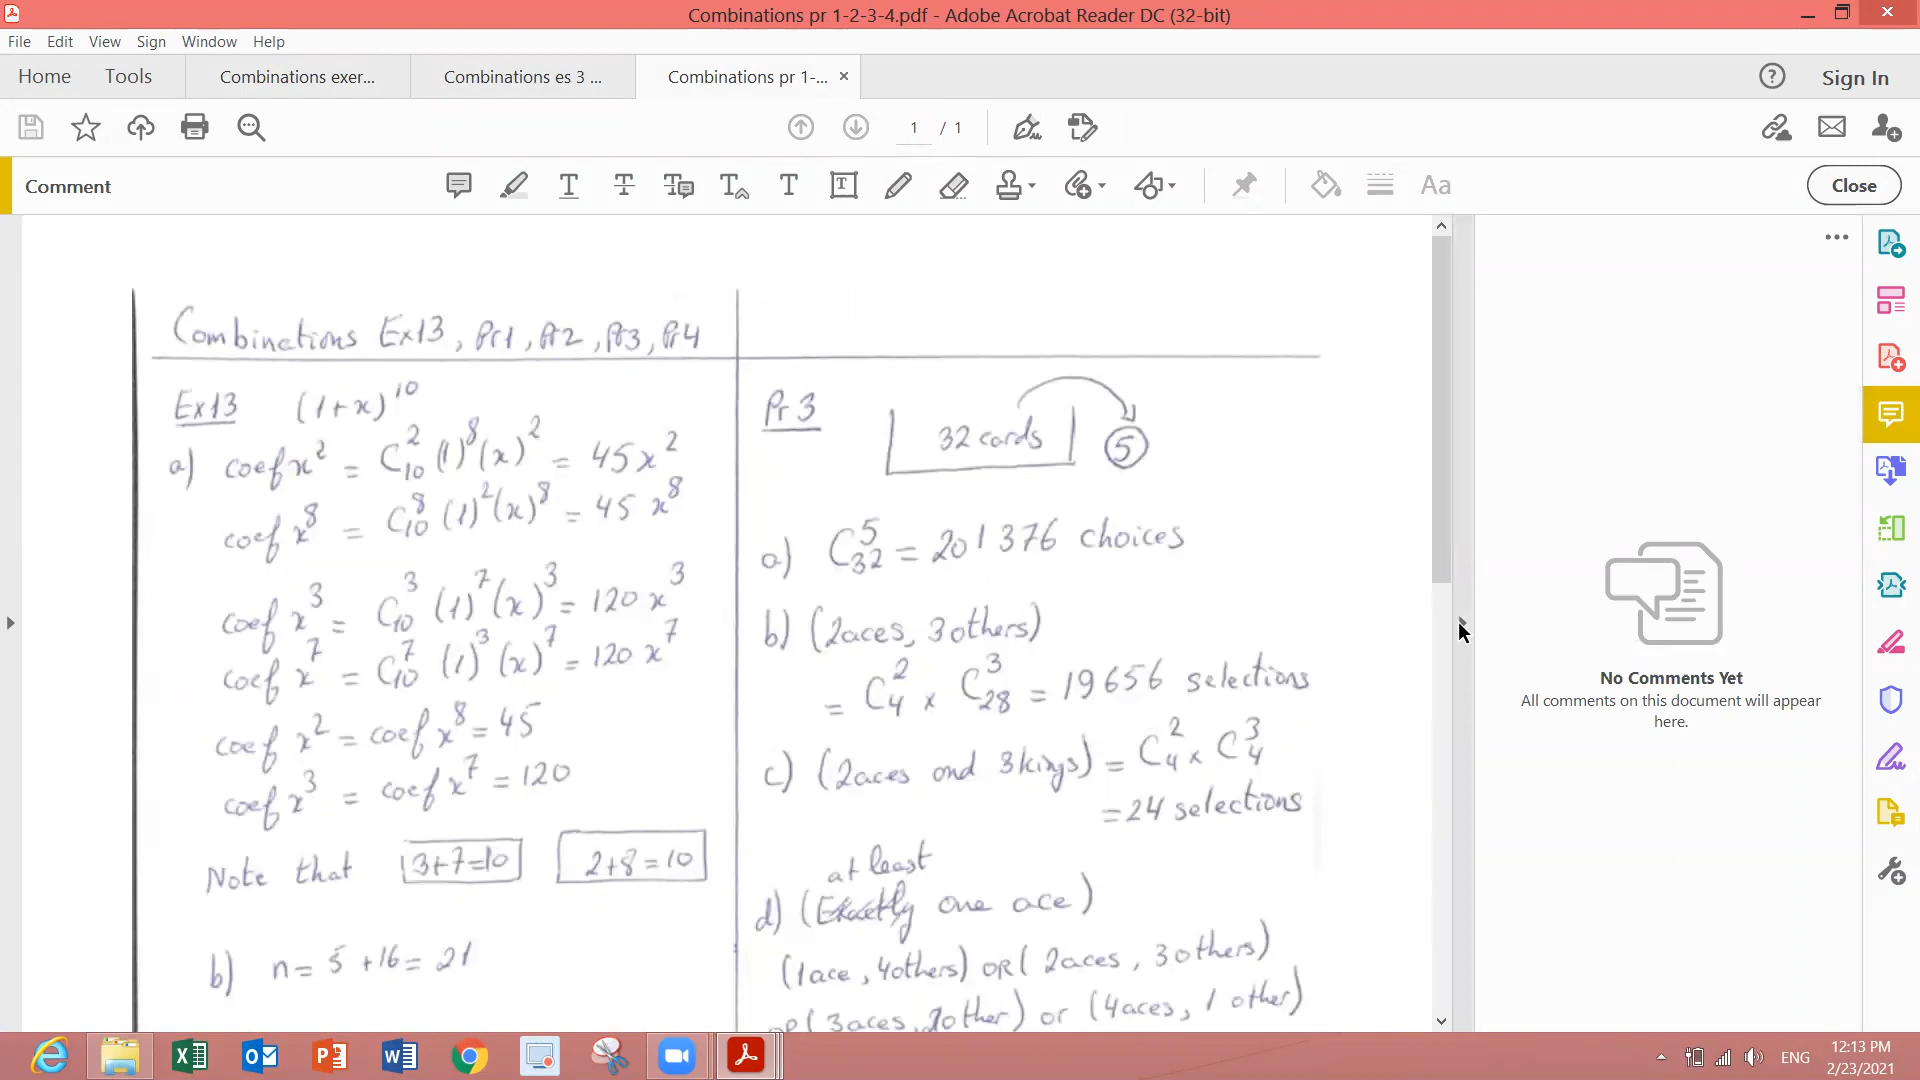 Combinations pr 1-2-3-4.pdf - Adobe Acrobat Reader DC (32-bit)
File Edit View Sign Window Help
Home Tools Combinations exer... Combinations es 3 ... Combinations pr 1-... × Sign In
1 / 1
Comment
Aa
Close
Combinations Ex13, Pr1, Pr2, Pr3, Pr4
Ex13 (1+x)^10
a) coef x^2 = C_10^2 (1)^8 (x)^2 = 45x^2
coef x^8 = C_10^8 (1)^2 (x)^8 = 45 x^8
coef x^3 = C_10^3 (1)^7 (x)^3 = 120 x^3
coef x^7 = C_10^7 (1)^3 (x)^7 = 120 x^7
coef x^2 = coef x^8 = 45
coef x^3 = coef x^7 = 120
Note that 3+7=10 2+8=10
b) n = 5 +16 = 21
Pr 3 32 cards 5
a) C_32^5 = 201 376 choices
b) (2aces, 3others)
= C_4^2 × C_28^3 = 19656 selections
c) (2aces and 3kings) = C_4^2 × C_4^3
= 24 selections
at least
d) (Exactly one ace)
(1ace, 4others) OR (2aces, 3others)
OR (3aces, 2other) or (4aces, 1 other)
No Comments Yet
All comments on this document will appear
here.
ENG
12:13 PM
2/23/2021